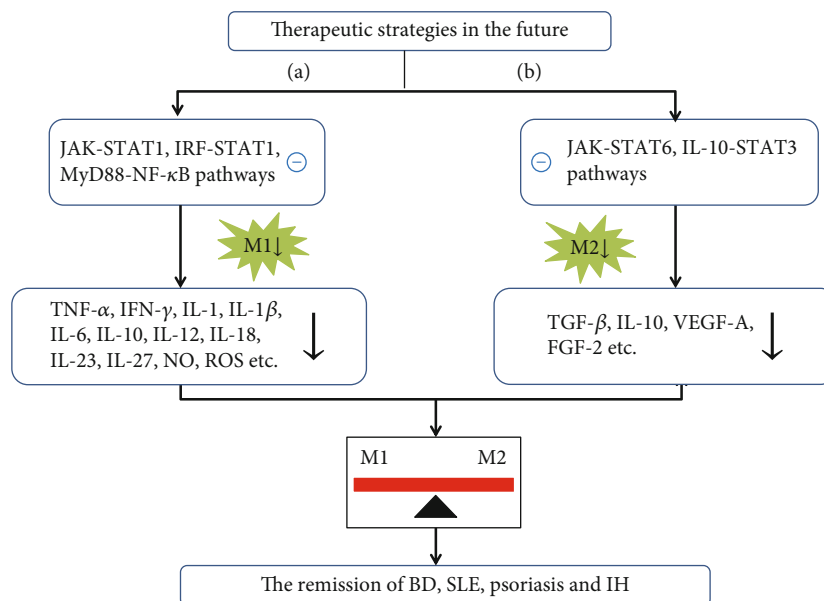 Therapeutic strategies in the future
(a)
(b)
JAK-STAT1, IRF-STAT1,
MyD88-NF-κB pathways
JAK-STAT6, IL-10-STAT3
pathways
M1↓
M2↓
TNF-α, IFN-γ, IL-1, IL-1β,
IL-6, IL-10, IL-12, IL-18,
IL-23, IL-27, NO, ROS etc.
TGF-β, IL-10, VEGF-A,
FGF-2 etc.
M1
M2
The remission of BD, SLE, psoriasis and IH